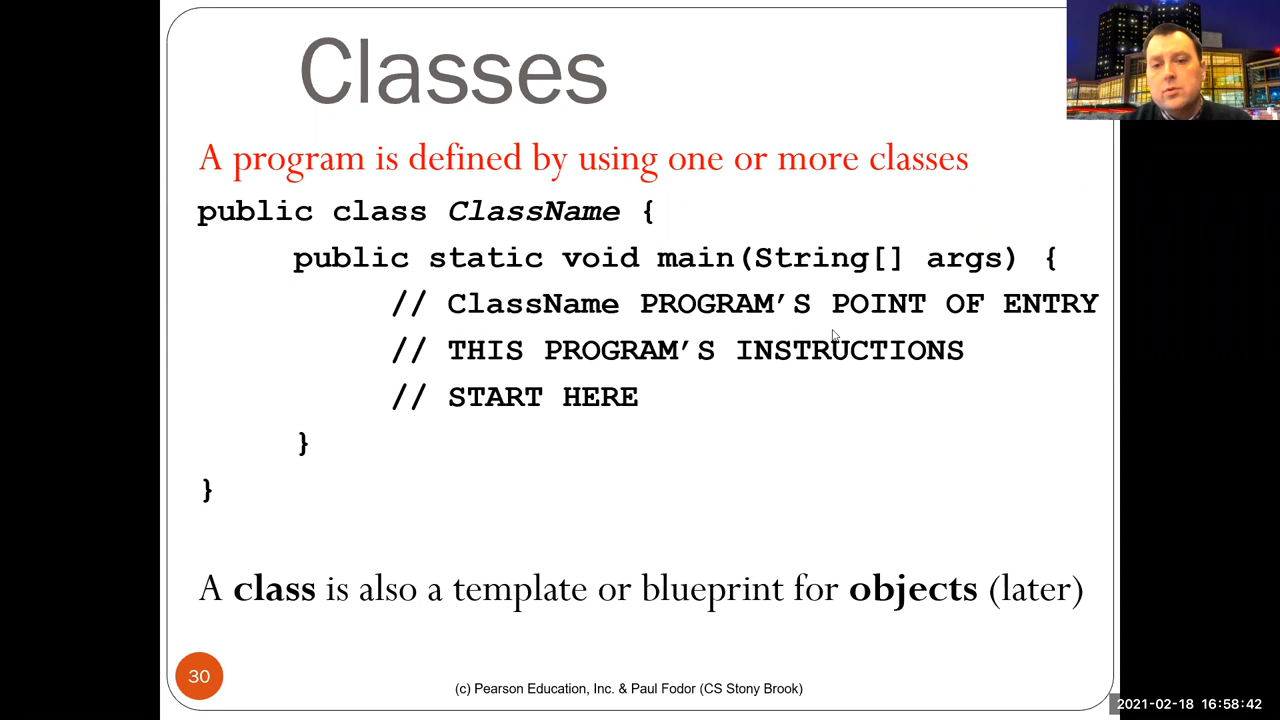 Classes
A program is defined by using one or more classes
public class ClassName {
public static void main(String[] args) {
// ClassName PROGRAM’S POINT OF ENTRY
// THIS PROGRAM’S INSTRUCTIONS
// START HERE
}
}
A class is also a template or blueprint for objects (later)
30
(c) Pearson Education, Inc. & Paul Fodor (CS Stony Brook)
2021-02-18 16:58:42